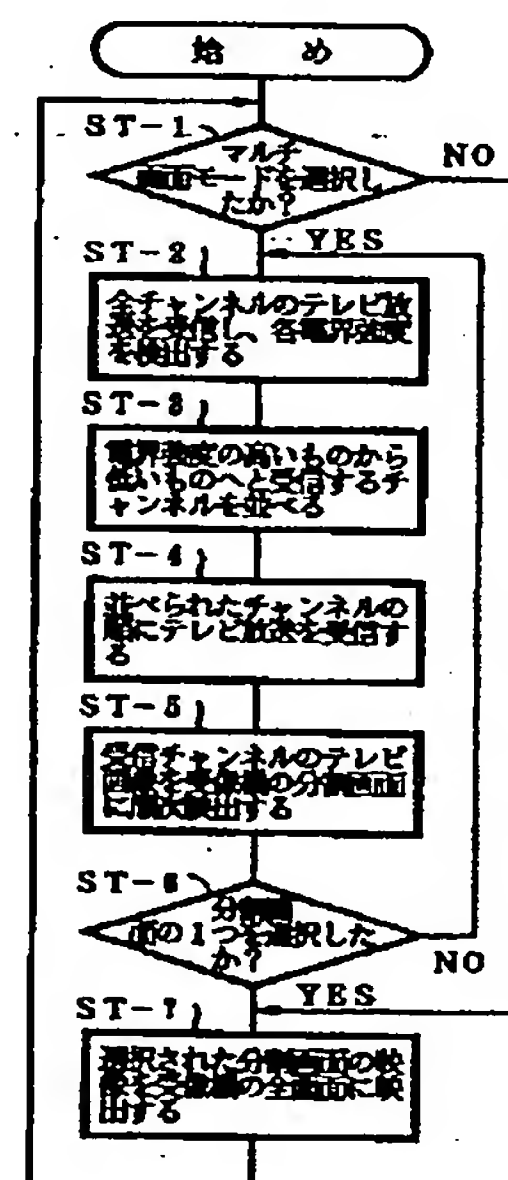 始 め
ST-1
マルチ
画面モードを選択し
たか?
NO
YES
ST-2
全チャンネルのテレビ放
送を受信し、各電界強度
を検出する
ST-3
電界強度の高いものから
低いものへと受信するチ
ャンネルを並べる
ST-4
並べられたチャンネルの
順にテレビ放送を受信す
る
ST-5
受信チャンネルのテレビ
画像を受像機の分割画面
に順次映出する
ST-6
分割画
面の1つを選択した
か?
NO
YES
ST-7
選択された分割画面の映
像を受像機の全画面に映
出する